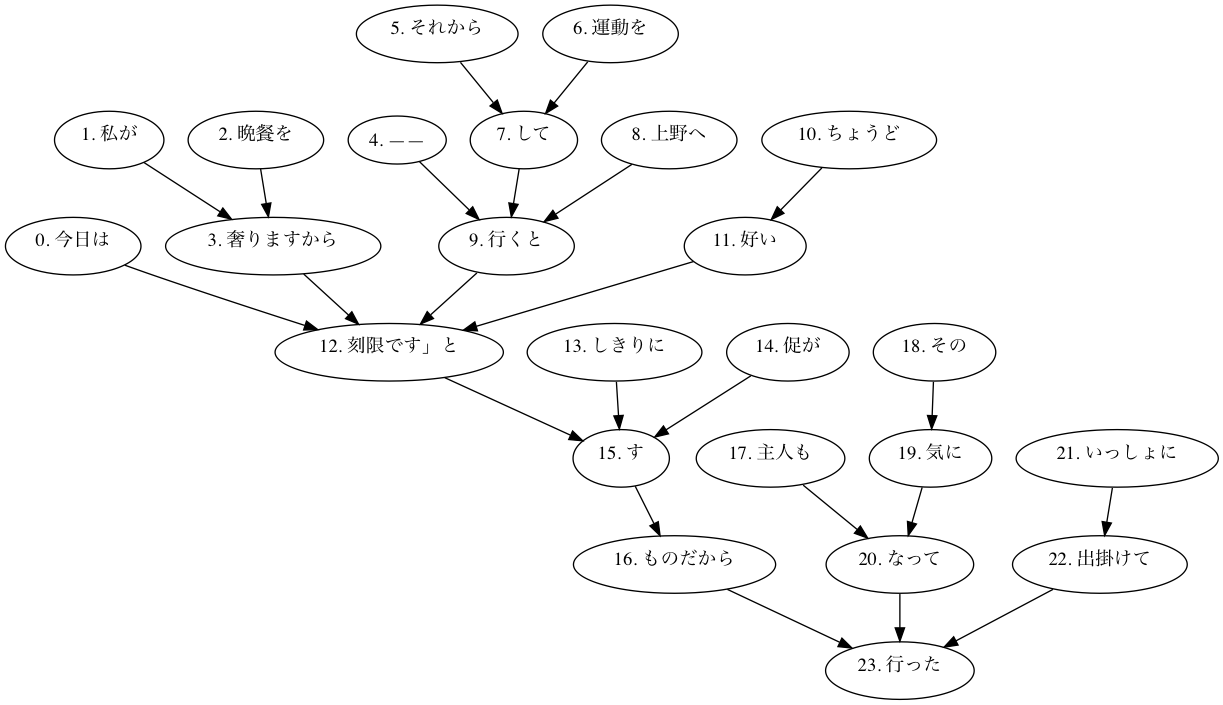 5. それから
6. 運動を
1. 私が
2. 晩餐を
4. ――
7. して
8. 上野へ
10. ちょうど
0. 今日は
3. 奢りますから
9. 行くと
11. 好い
12. 刻限です」と
13. しきりに
14. 促が
18. その
15. す
17. 主人も
19. 気に
21. いっしょに
16. ものだから
20. なって
22. 出掛けて
23. 行った